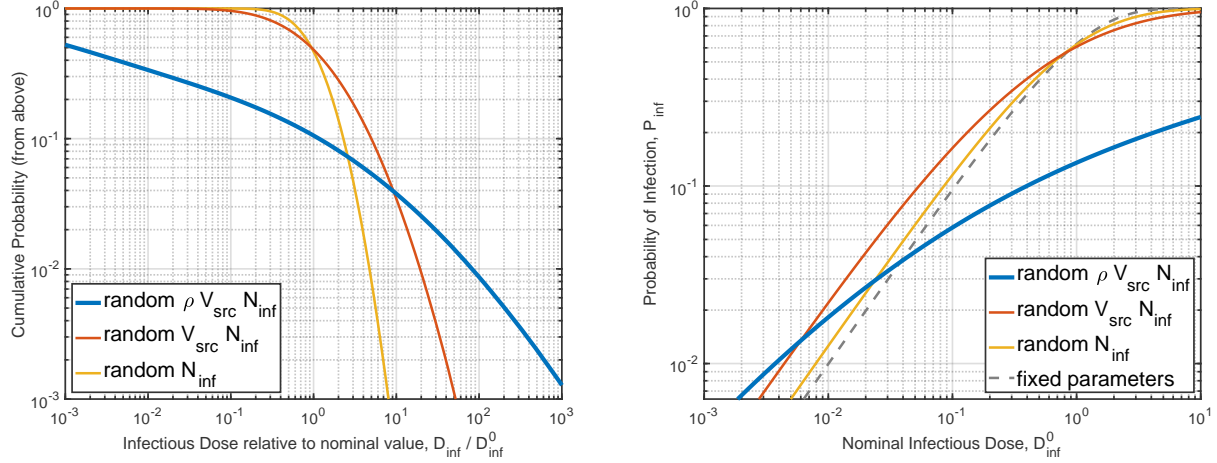 Cumulative Probability (from above)
10^0
10^-1
10^-2
10^-3
random ρ V_src N_inf
random V_src N_inf
random N_inf
10^-3 10^-2 10^-1 10^0 10^1 10^2 10^3
Infectious Dose relative to nominal value, D_inf / D^0_inf
Probability of Infection, P_inf
10^0
10^-1
10^-2
random ρ V_src N_inf
random V_src N_inf
random N_inf
fixed parameters
10^-3 10^-2 10^-1 10^0 10^1
Nominal Infectious Dose, D^0_inf